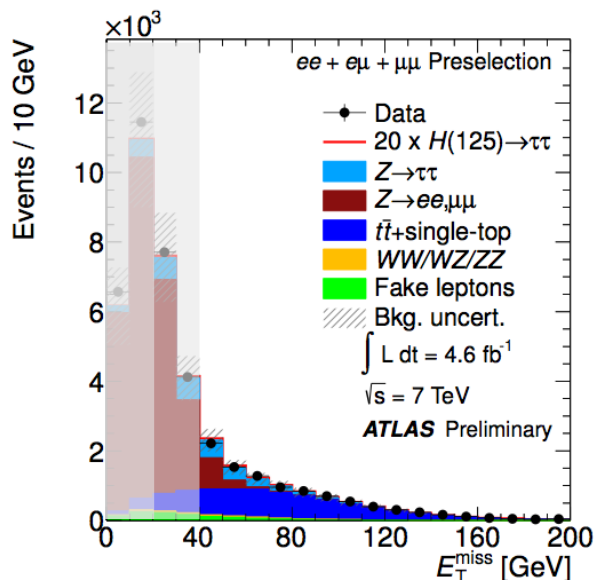 ×10³
Events / 10 GeV
ee + eμ + μμ Preselection
Data
20 x H(125)→ττ
Z→ττ
Z→ee,μμ
tt̄+single-top
WW/WZ/ZZ
Fake leptons
Bkg. uncert.
∫ L dt = 4.6 fb⁻¹
√s = 7 TeV
ATLAS Preliminary
12
10
8
6
4
2
0
0 40 80 120 160 200
E_T^miss [GeV]